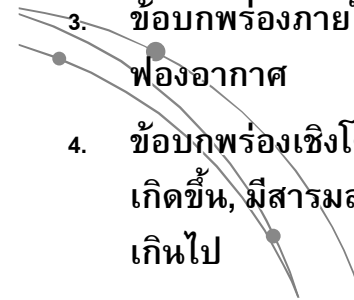 3. ข้อบกพร่องภาย
ฟองอากาศ
4. ข้อบกพร่องเชิงโ
เกิดขึ้น, มีสารม
เกินไป